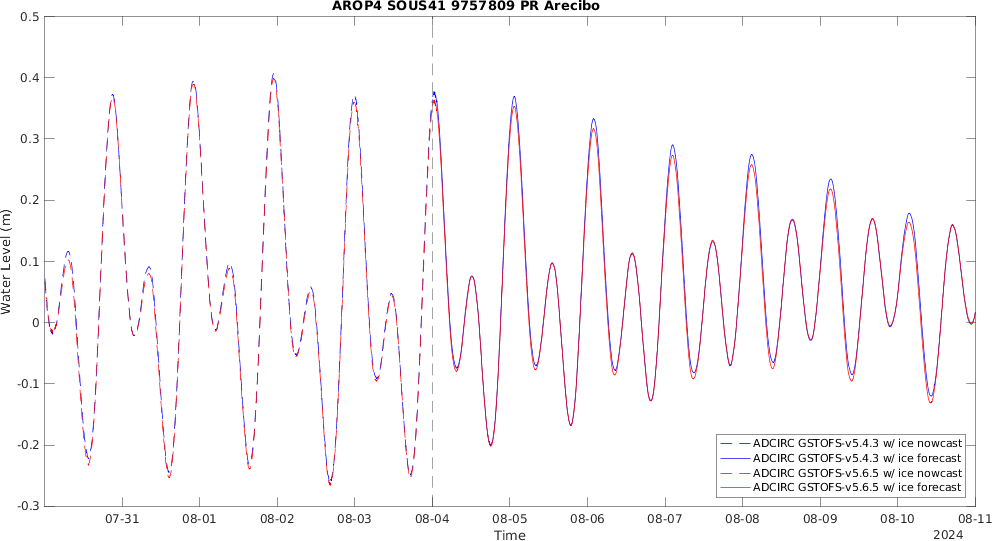 AROP4 SOUS41 9757809 PR Arecibo
0.5
0.4
0.3
0.2
0.1
0
-0.1
-0.2
-0.3
Water Level (m)
07-31 08-01 08-02 08-03 08-04 08-05 08-06 08-07 08-08 08-09 08-10 08-11
Time
2024
ADCIRC GSTOFS-v5.4.3 w/ ice nowcast
ADCIRC GSTOFS-v5.4.3 w/ ice forecast
ADCIRC GSTOFS-v5.6.5 w/ ice nowcast
ADCIRC GSTOFS-v5.6.5 w/ ice forecast